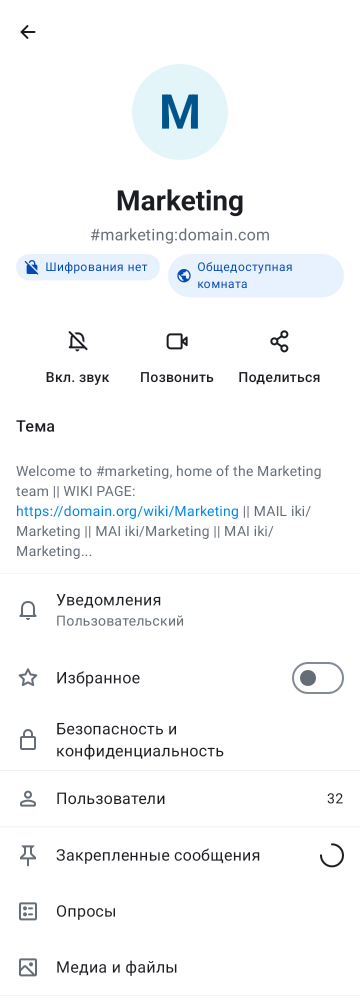 M
Marketing
#marketing:domain.com
Шифрования нет
Общедоступная
комната
Вкл. звук
Позвонить
Поделиться
Тема
Welcome to #marketing, home of the Marketing
team || WIKI PAGE:
https://domain.org/wiki/Marketing || MAIL iki/
Marketing || MAI iki/Marketing || MAI iki/
Marketing...
Уведомления
Пользовательский
Избранное
Безопасность и
конфиденциальность
Пользователи 32
Закрепленные сообщения
Опросы
Медиа и файлы